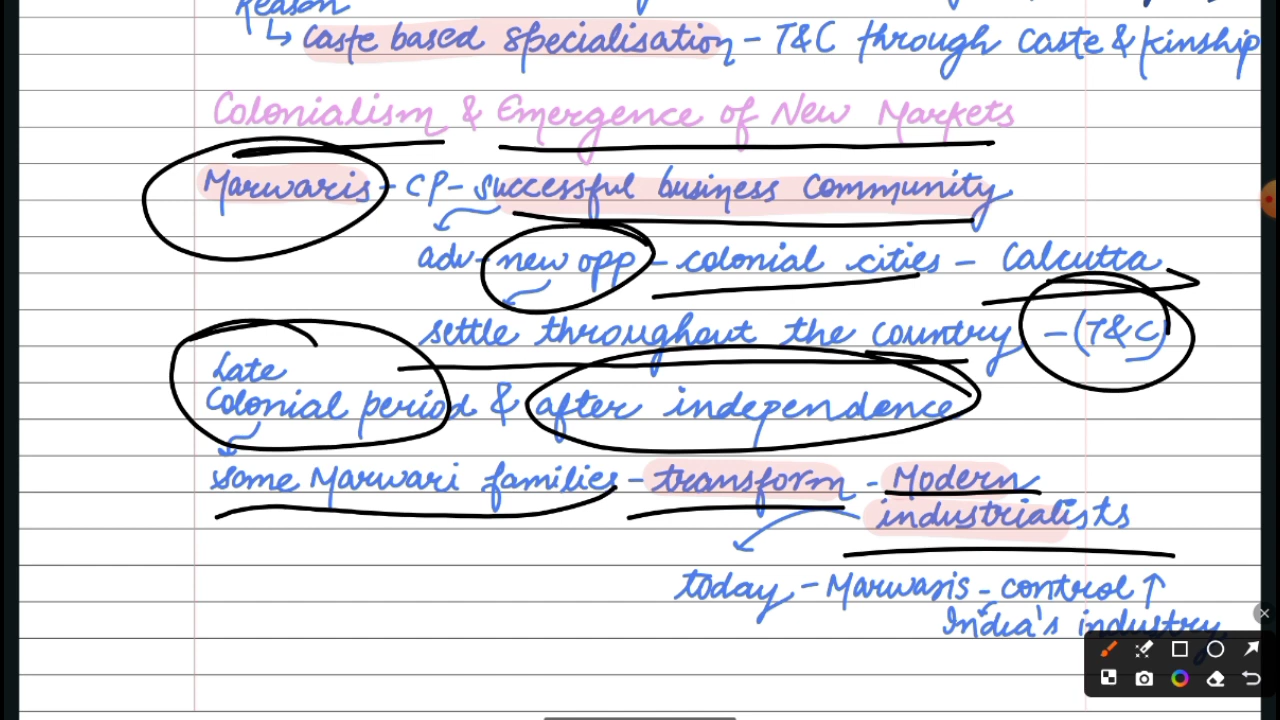 Reason
↳ caste based specialisation - T&C through caste & kinship
Colonialism & Emergence of New Markets
Marwaris - CP - successful business community
adv - new opp - colonial cities - Calcutta
settle throughout the country - (T&C)
Late
Colonial period & after independence
some Marwari families - transform - Modern
industrialists
today - Marwaris - control ↑
India's industry